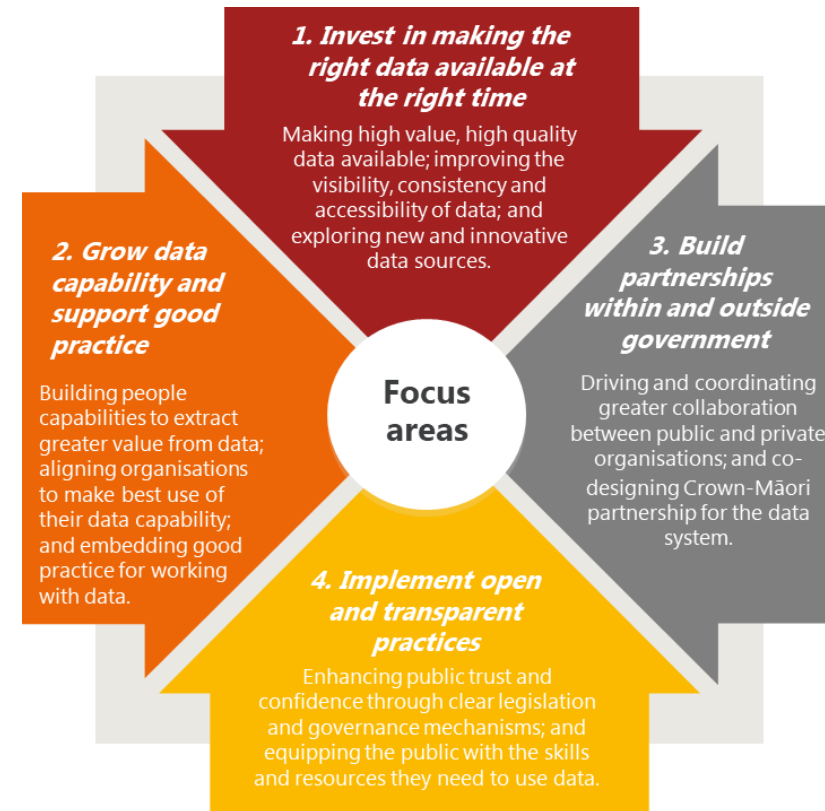 1. Invest in making the
right data available at
the right time
Making high value, high quality
data available; improving the
visibility, consistency and
accessibility of data; and
exploring new and innovative
data sources.
2. Grow data
capability and
support good
practice
Building people
capabilities to extract
greater value from data;
aligning organisations
to make best use of
their data capability;
and embedding good
practice for working
with data.
Focus
areas
3. Build
partnerships
within and outside
government
Driving and coordinating
greater collaboration
between public and private
organisations; and co-
designing Crown-Māori
partnership for the data
system.
4. Implement open
and transparent
practices
Enhancing public trust and
confidence through clear legislation
and governance mechanisms; and
equipping the public with the skills
and resources they need to use data.